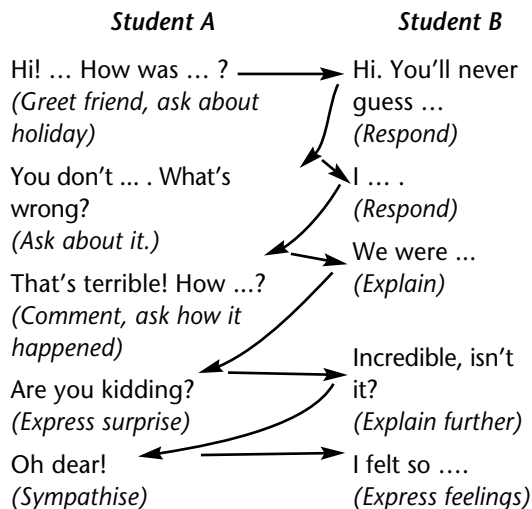 Student A
Student B
Hi! … How was … ?
(Greet friend, ask about
holiday)
Hi. You'll never
guess …
(Respond)
You don't ... . What's
wrong?
(Ask about it.)
I … .
(Respond)
That's terrible! How ...?
(Comment, ask how it
happened)
We were ...
(Explain)
Are you kidding?
(Express surprise)
Incredible, isn't
it?
(Explain further)
Oh dear!
(Sympathise)
I felt so ….
(Express feelings)